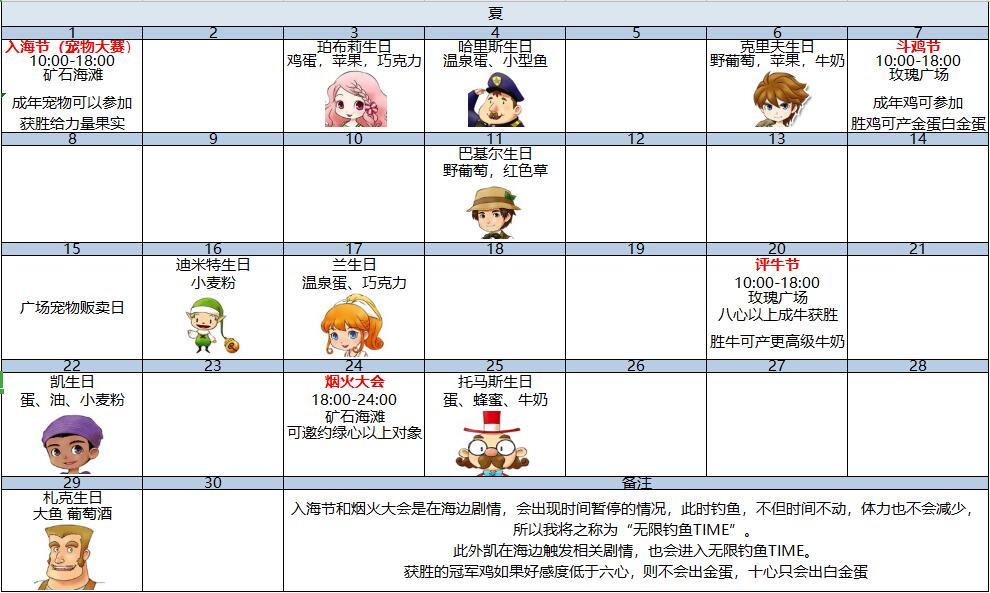 夏
1 2 3 4 5 6 7
入海节（宠物大赛）
10:00-18:00
矿石海滩
成年宠物可以参加
获胜给力量果实
珀布莉生日
鸡蛋，苹果，巧克力
哈里斯生日
温泉蛋、小型鱼
克里夫生日
野葡萄，苹果，牛奶
斗鸡节
10:00-18:00
玫瑰广场
成年鸡可参加
胜鸡可产金蛋白金蛋
8 9 10 11 12 13 14
巴基尔生日
野葡萄，红色草
15 16 17 18 19 20 21
广场宠物贩卖日
迪米特生日
小麦粉
兰生日
温泉蛋、巧克力
评牛节
10:00-18:00
玫瑰广场
八心以上成牛获胜
胜牛可产更高级牛奶
22 23 24 25 26 27 28
凯生日
蛋、油、小麦粉
烟火大会
18:00-24:00
矿石海滩
可邀约绿心以上对象
托马斯生日
蛋、蜂蜜、牛奶
29 30 备注
札克生日
大鱼 葡萄酒
入海节和烟火大会是在海边剧情，会出现时间暂停的情况，此时钓鱼，不但时间不动，体力也不会减少，
所以我将之称为“无限钓鱼TIME”。
此外凯在海边触发相关剧情，也会进入无限钓鱼TIME。
获胜的冠军鸡如果好感度低于六心，则不会出金蛋，十心只会出白金蛋